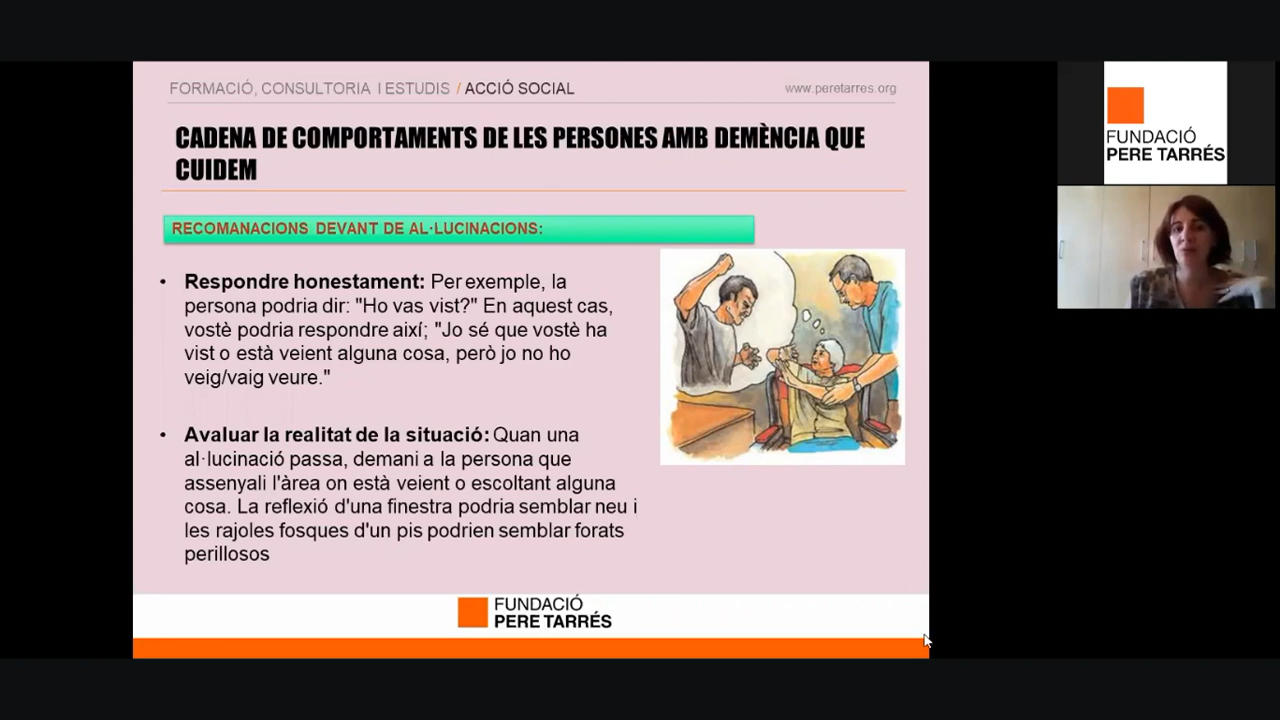 FORMACIÓ, CONSULTORIA I ESTUDIS / ACCIÓ SOCIAL
www.peretarres.org
CADENA DE COMPORTAMENTS DE LES PERSONES AMB DEMÈNCIA QUE
CUIDEM
RECOMANACIONS DEVANT DE AL·LUCINACIONS:
• Respondre honestament: Per exemple, la
persona podria dir: "Ho vas vist?" En aquest cas,
vostè podria respondre així; "Jo sé que vostè ha
vist o està veient alguna cosa, però jo no ho
veig/vaig veure."
• Avaluar la realitat de la situació: Quan una
al·lucinació passa, demani a la persona que
assenyali l'àrea on està veient o escoltant alguna
cosa. La reflexió d'una finestra podria semblar neu i
les rajoles fosques d'un pis podrien semblar forats
perillosos
FUNDACIÓ
PERE TARRÉS
FUNDACIÓ
PERE TARRÉS